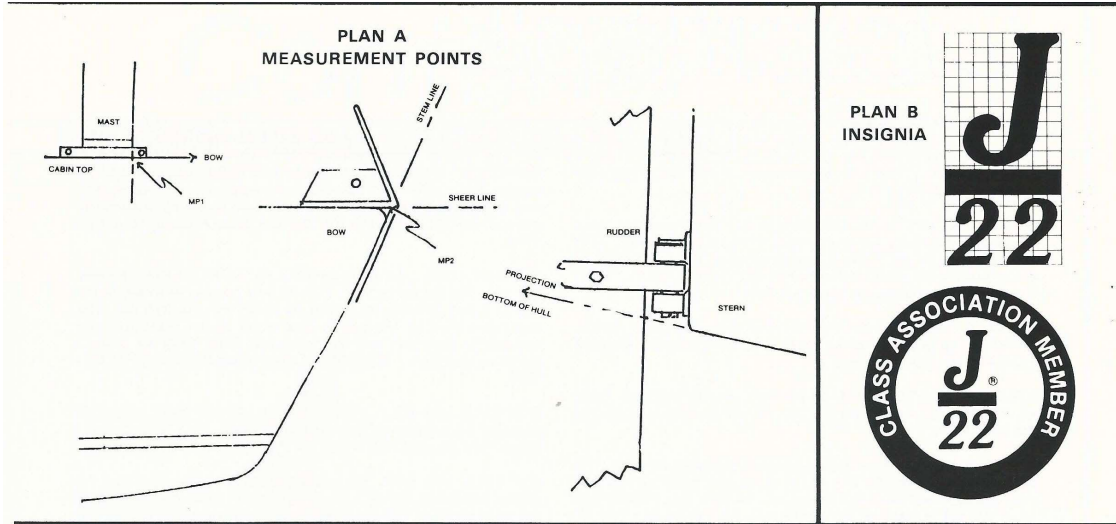 PLAN A
MEASUREMENT POINTS
MAST
BOW
CABIN TOP
MP1
STEM LINE
SHEER LINE
BOW
MP2
RUDDER
PROJECTION
BOTTOM OF HULL
STERN
PLAN B
INSIGNIA
J
22
CLASS ASSOCIATION MEMBER
J®
22